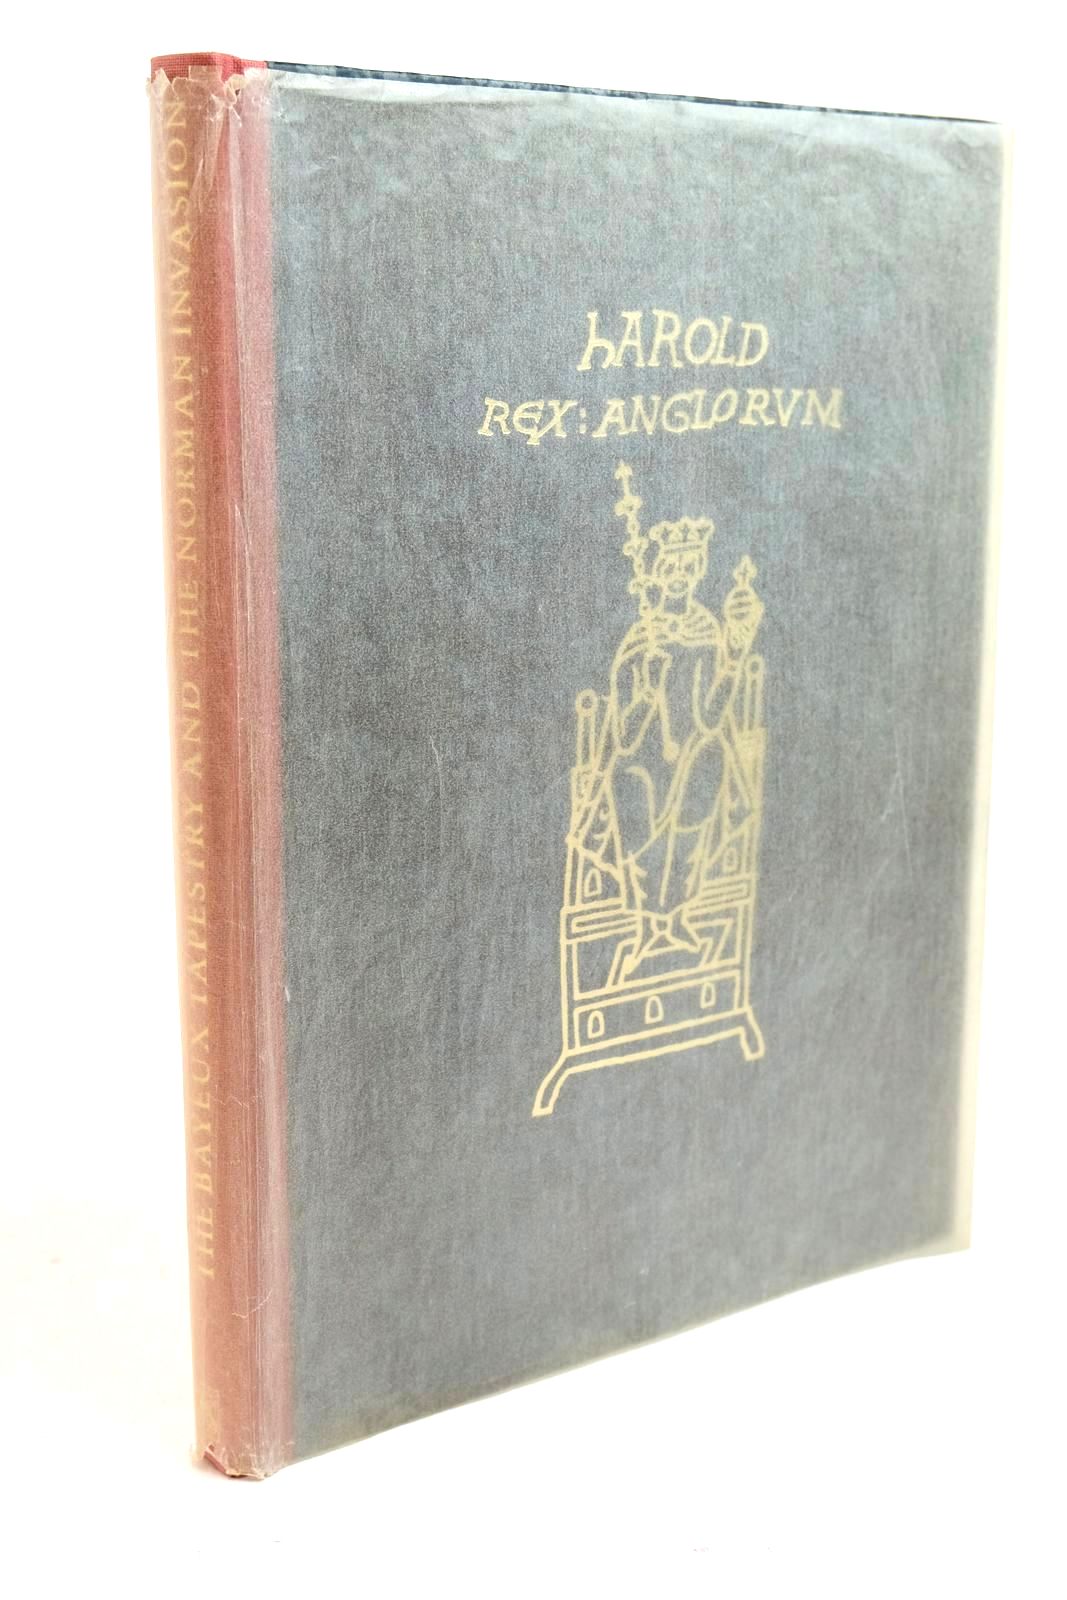 THE BAYEUX TAPESTRY AND THE NORMAN INVASION
hAROLD
REX: ANGLORVM